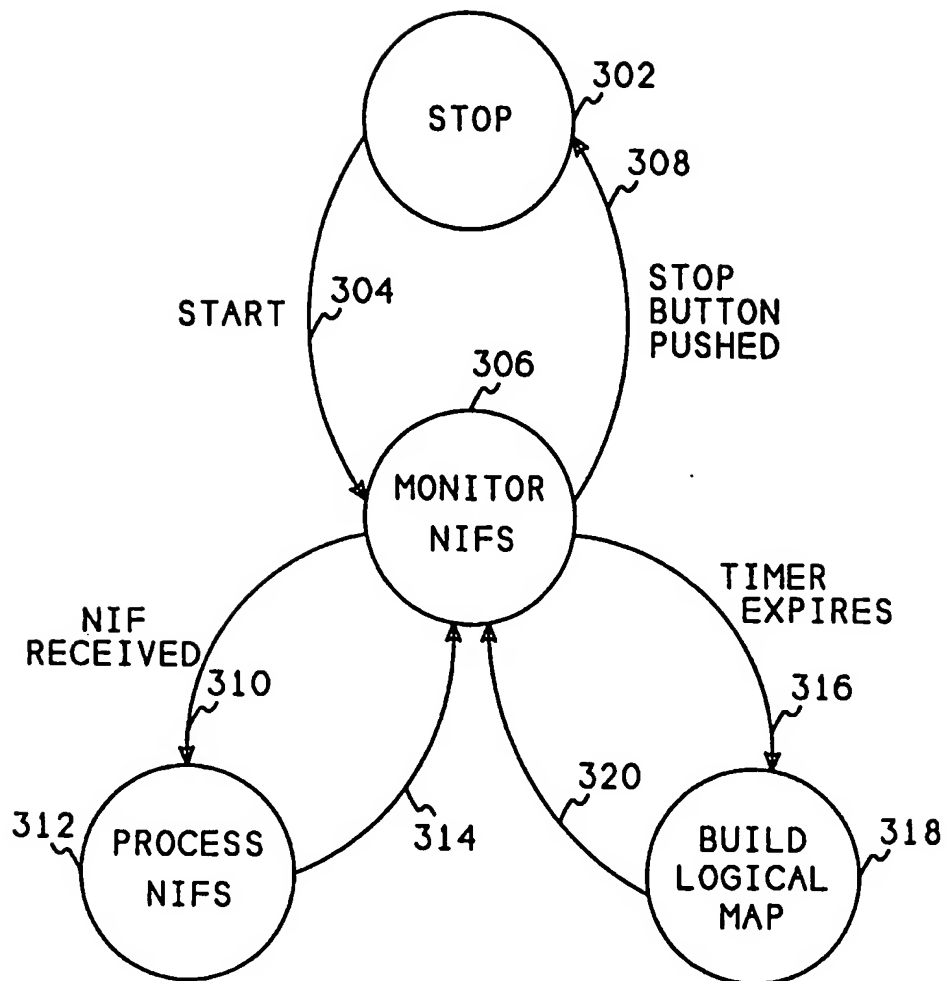 STOP
302
308
START
304
STOP
BUTTON
PUSHED
306
MONITOR
NIFS
TIMER
EXPIRES
NIF
RECEIVED
310
316
320
312
PROCESS
NIFS
314
BUILD
LOGICAL
MAP
318